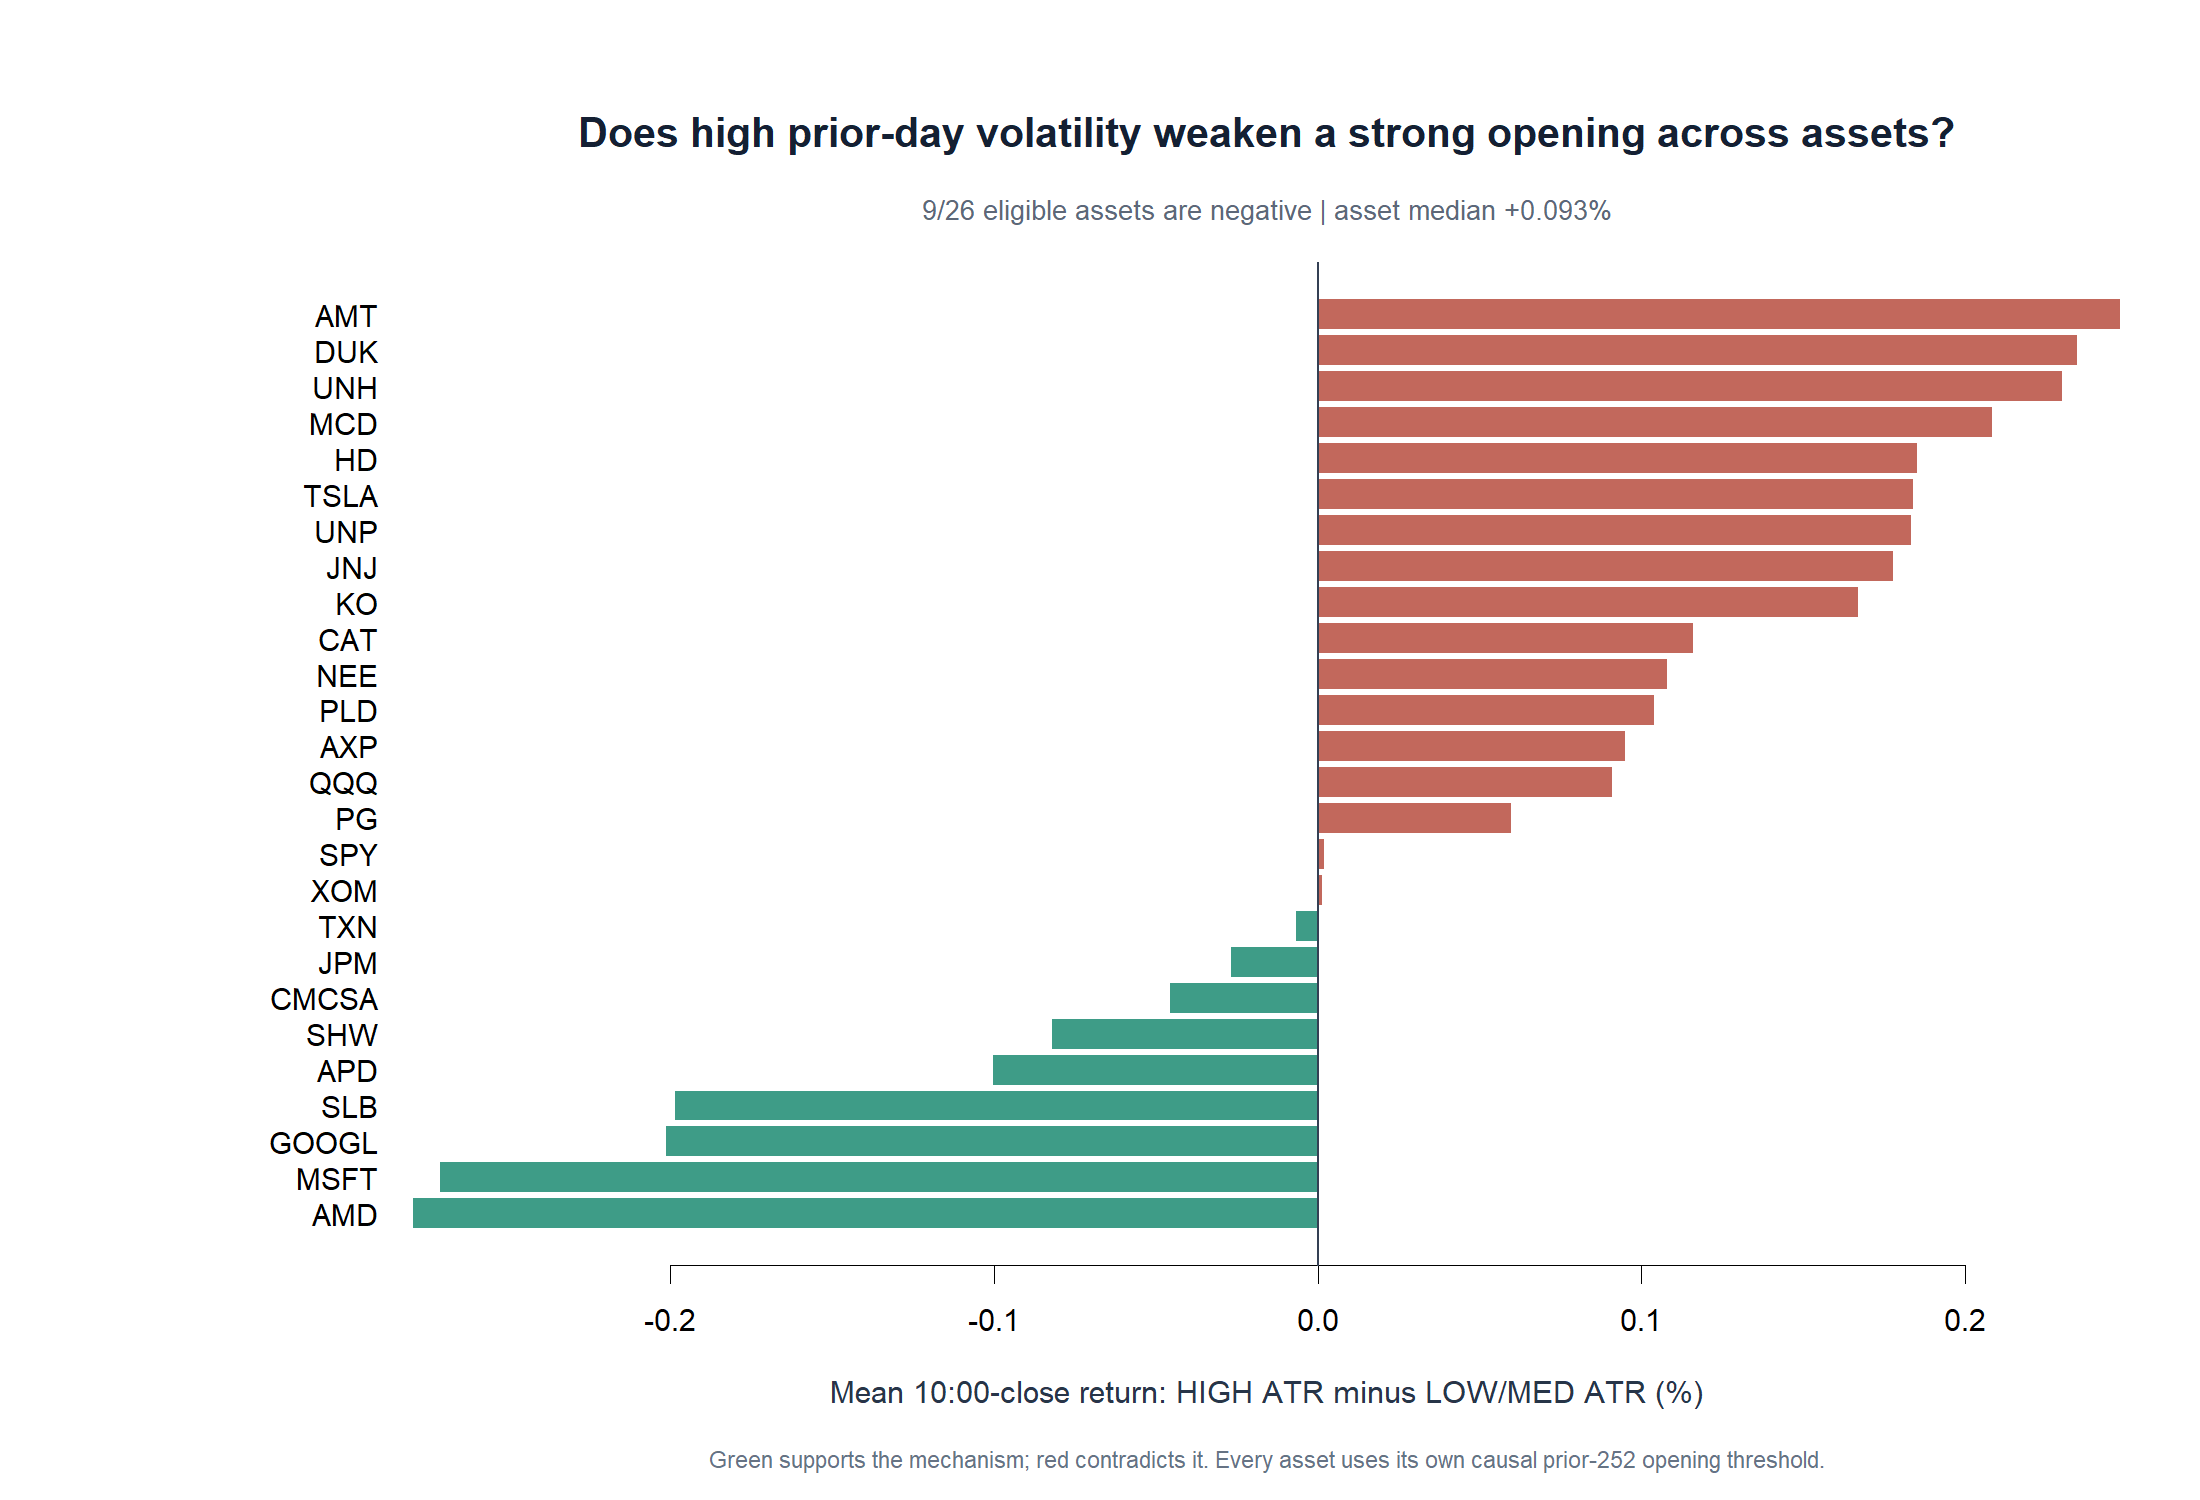 Does high prior-day volatility weaken a strong opening across assets?
9/26 eligible assets are negative | asset median +0.093%
AMT
DUK
UNH
MCD
HD
TSLA
UNP
JNJ
KO
CAT
NEE
PLD
AXP
QQQ
PG
SPY
XOM
TXN
JPM
CMCSA
SHW
APD
SLB
GOOGL
MSFT
AMD
-0.2 -0.1 0.0 0.1 0.2
Mean 10:00-close return: HIGH ATR minus LOW/MED ATR (%)
Green supports the mechanism; red contradicts it. Every asset uses its own causal prior-252 opening threshold.